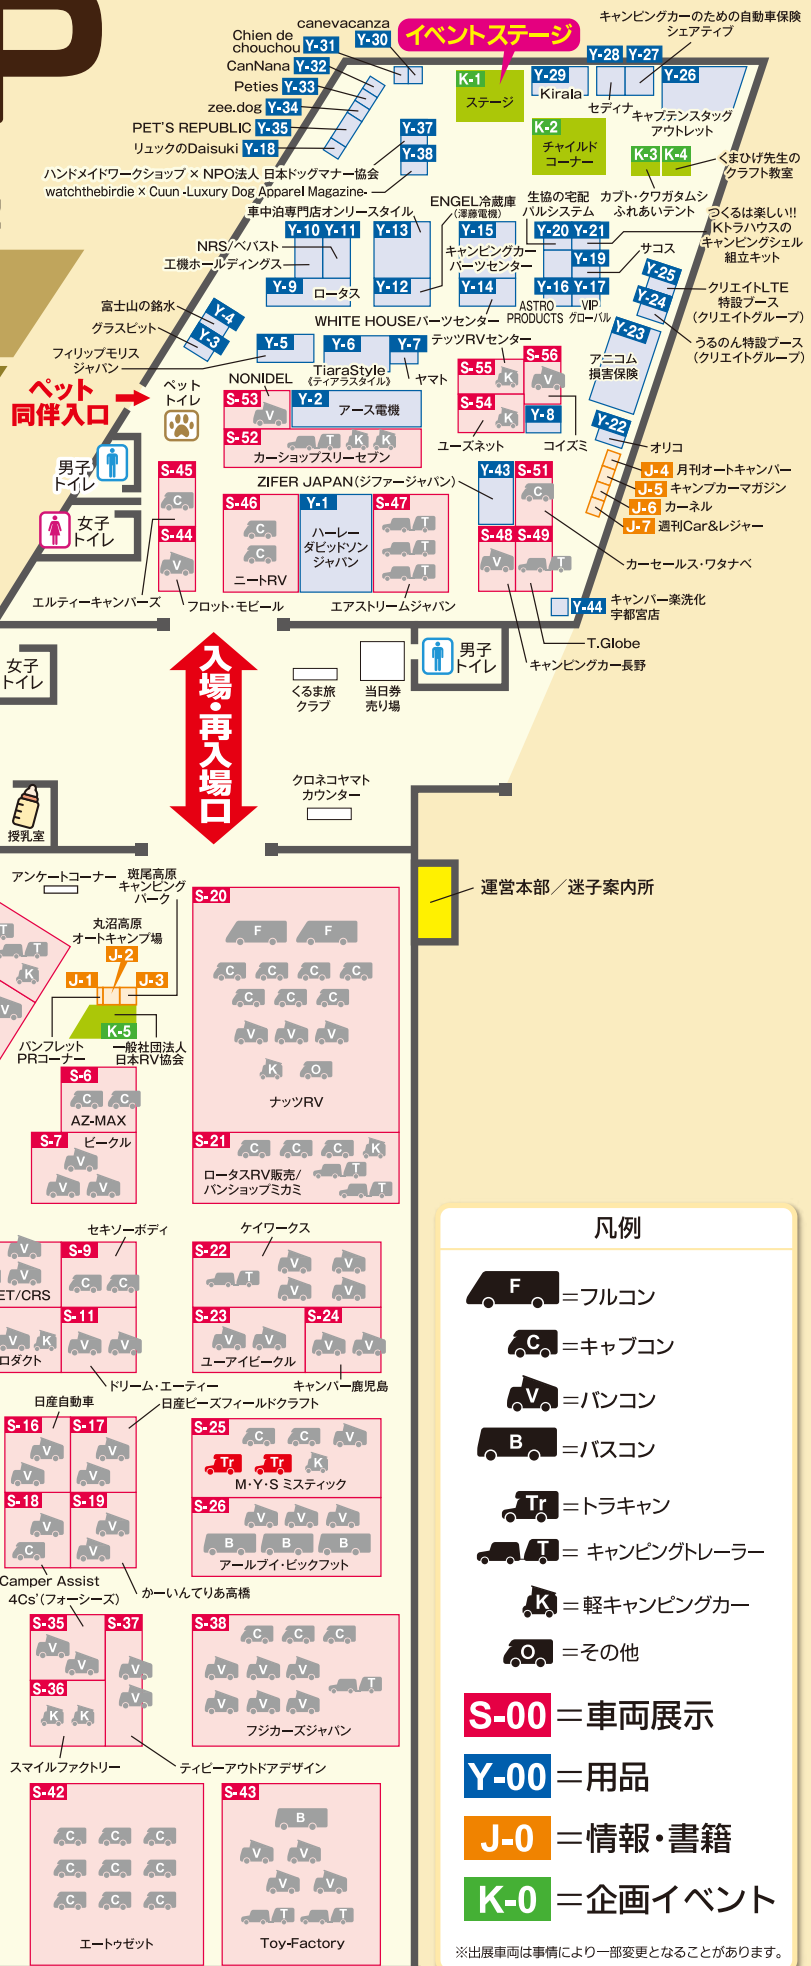 P
canevacanza
Y-30
Chien de
chouchou
Y-31
CanNana Y-32
Peties Y-33
zee.dog Y-34
PET'S REPUBLIC Y-35
リュックのDaisuki Y-18
イベントステージ
キャンピングカーのための自動車保険
シェアティブ
Y-28 Y-27
K-1
ステージ
Y-29
Kirala
セディナ
Y-26
キャプテンスタッグ
アウトレット
K-2
チャイルド
コーナー
K-3 K-4
くまひげ先生の
クラフト教室
カブト・クワガタムシ
ふれあいテント
Y-37
Y-38
ハンドメイドワークショップ × NPO法人 日本ドッグマナー協会
watchthebirdie × Cuun -Luxury Dog Apparel Magazine-
ENGEL冷蔵庫
(澤藤電機)
生協の宅配
パルシステム
車中泊専門店オンリースタイル
つくるは楽しい!!
Kトラハウスの
キャンピングシェル
組立キット
Y-10 Y-11
Y-13
Y-15
キャンピングカー
パーツセンター
Y-20 Y-21
Y-19
サコス
NRS/ベバスト
工機ホールディングス
Y-9
ロータス
Y-12
Y-14
Y-16 Y-17
ASTRO
PRODUCTS
VIP
グローバル
WHITE HOUSEパーツセンター
Y-25
Y-24
Y-23
クリエイトLTE
特設ブース
(クリエイトグループ)
うるのん特設ブース
(クリエイトグループ)
アニコム
損害保険
富士山の銘水
Y-4
グラスピット
Y-3
フィリップモリス
ジャパン
Y-5
Y-6
TiaraStyle
《ティアラスタイル》
Y-7
ヤマト
テッツRVセンター
S-55
K
S-56
S-54
K
Y-8
ユーズネット
コイズミ
ペット
同伴入口
ペット
トイレ
NONIDEL
S-53
V
Y-2
アース電機
S-52
T K K
カーショップスリーセブン
Y-22
オリコ
男子
トイレ
女子
トイレ
S-45
C
S-44
V
エルティーキャンパーズ
フロット・モビール
ZIFER JAPAN(ジファージャパン)
S-46
C
C
ニートRV
Y-1
ハーレー
ダビッドソン
ジャパン
S-47
T
T
T
エアストリームジャパン
Y-43
S-51
C
S-48
V
S-49
T
J-4 月刊オートキャンパー
J-5 キャンプカーマガジン
J-6 カーネル
J-7 週刊Car&レジャー
カーセールス・ワタナベ
Y-44
キャンパー楽洗化
宇都宮店
T.Globe
キャンピングカー長野
女子
トイレ
入場・再入場口
くるま旅
クラブ
当日券
売り場
男子
トイレ
クロネコヤマト
カウンター
授乳室
運営本部／迷子案内所
アンケートコーナー
斑尾高原
キャンピング
パーク
丸沼高原
オートキャンプ場
J-2
J-1
J-3
K-5
パンフレット
PRコーナー
一般社団法人
日本RV協会
T
T
K
V
S-20
F F
C C C C
C C C
V V V
K O
ナッツRV
S-6
C C
AZ-MAX
S-7
ビークル
V
V V
S-21
C C C K
T
T
ロータスRV販売/
バンショップミカミ
セキソーボディ
V
V V
ET/CRS
S-9
C C
V K
ロダクト
S-11
V V
ドリーム・エーティー
ケイワークス
S-22
T V V
V V
S-23
V V
ユーアイビークル
S-24
V V
キャンパー鹿児島
日産自動車
日産ピーズフィールドクラフト
S-16
V
V
S-17
V
V
S-18
V
C
S-19
V
V
Camper Assist
かーいんてりあ高橋
S-25
C C V
Tr Tr K
M・Y・S ミスティック
S-26
V V V
B B B
アールブイ・ビックフット
4Cs'(フォーシーズ)
S-35
V
V
S-37
V
V
S-36
K K
スマイルファクトリー
ティピーアウトドアデザイン
S-38
C C C
V V V
T
V V V
フジカーズジャパン
S-42
C C C
C C C
C C C
エートゥゼット
S-43
B
V V
V V
T T
Toy-Factory
凡例
F =フルコン
C =キャブコン
V =バンコン
B =バスコン
Tr =トラキャン
T = キャンピングトレーラー
K =軽キャンピングカー
O =その他
S-00 =車両展示
Y-00 =用品
J-0 =情報・書籍
K-0 =企画イベント
※出展車両は事情により一部変更となることがあります。